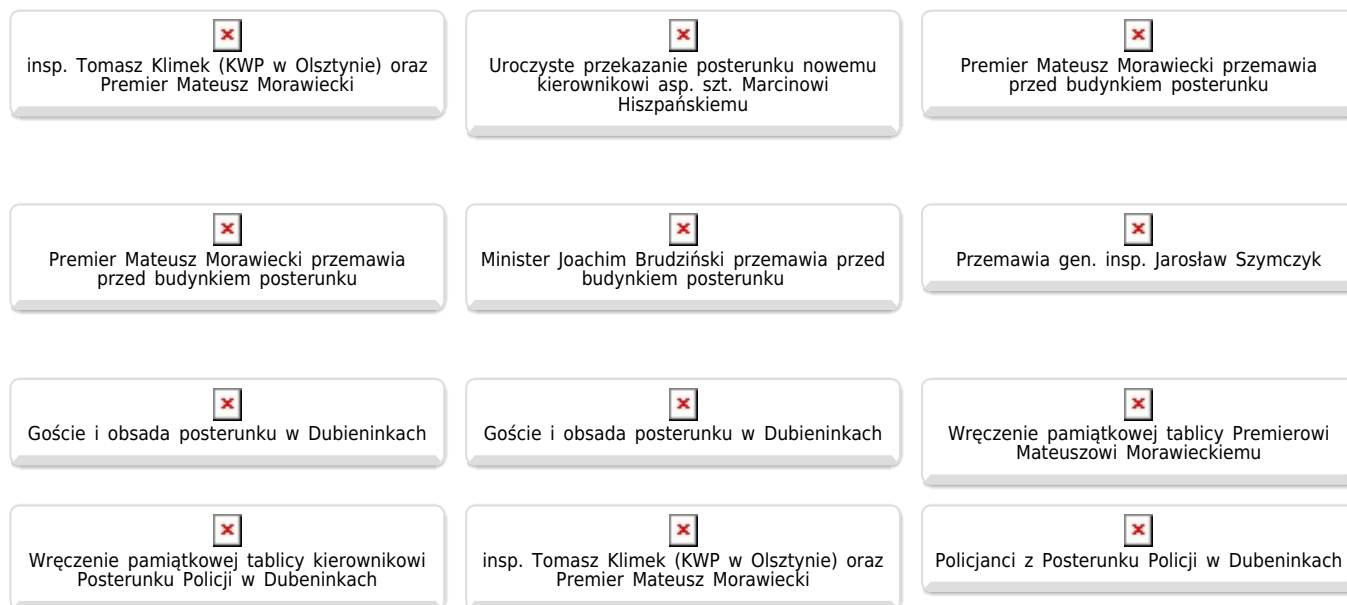 insp. Tomasz Klimek (KWP w Olsztynie) oraz
Premier Mateusz Morawiecki
Uroczyste przekazanie posterunku nowemu
kierownikowi asp. szt. Marcinowi
Hiszpańskiemu
Premier Mateusz Morawiecki przemawia
przed budynkiem posterunku
Premier Mateusz Morawiecki przemawia
przed budynkiem posterunku
Minister Joachim Brudziński przemawia przed
budynkiem posterunku
Przemawia gen. insp. Jarosław Szymczyk
Goście i obsada posterunku w Dubieninkach
Goście i obsada posterunku w Dubieninkach
Wręczenie pamiątkowej tablicy Premierowi
Mateuszowi Morawieckiemu
Wręczenie pamiątkowej tablicy kierownikowi
Posterunku Policji w Dubeninkach
insp. Tomasz Klimek (KWP w Olsztynie) oraz
Premier Mateusz Morawiecki
Policjanci z Posterunku Policji w Dubeninkach